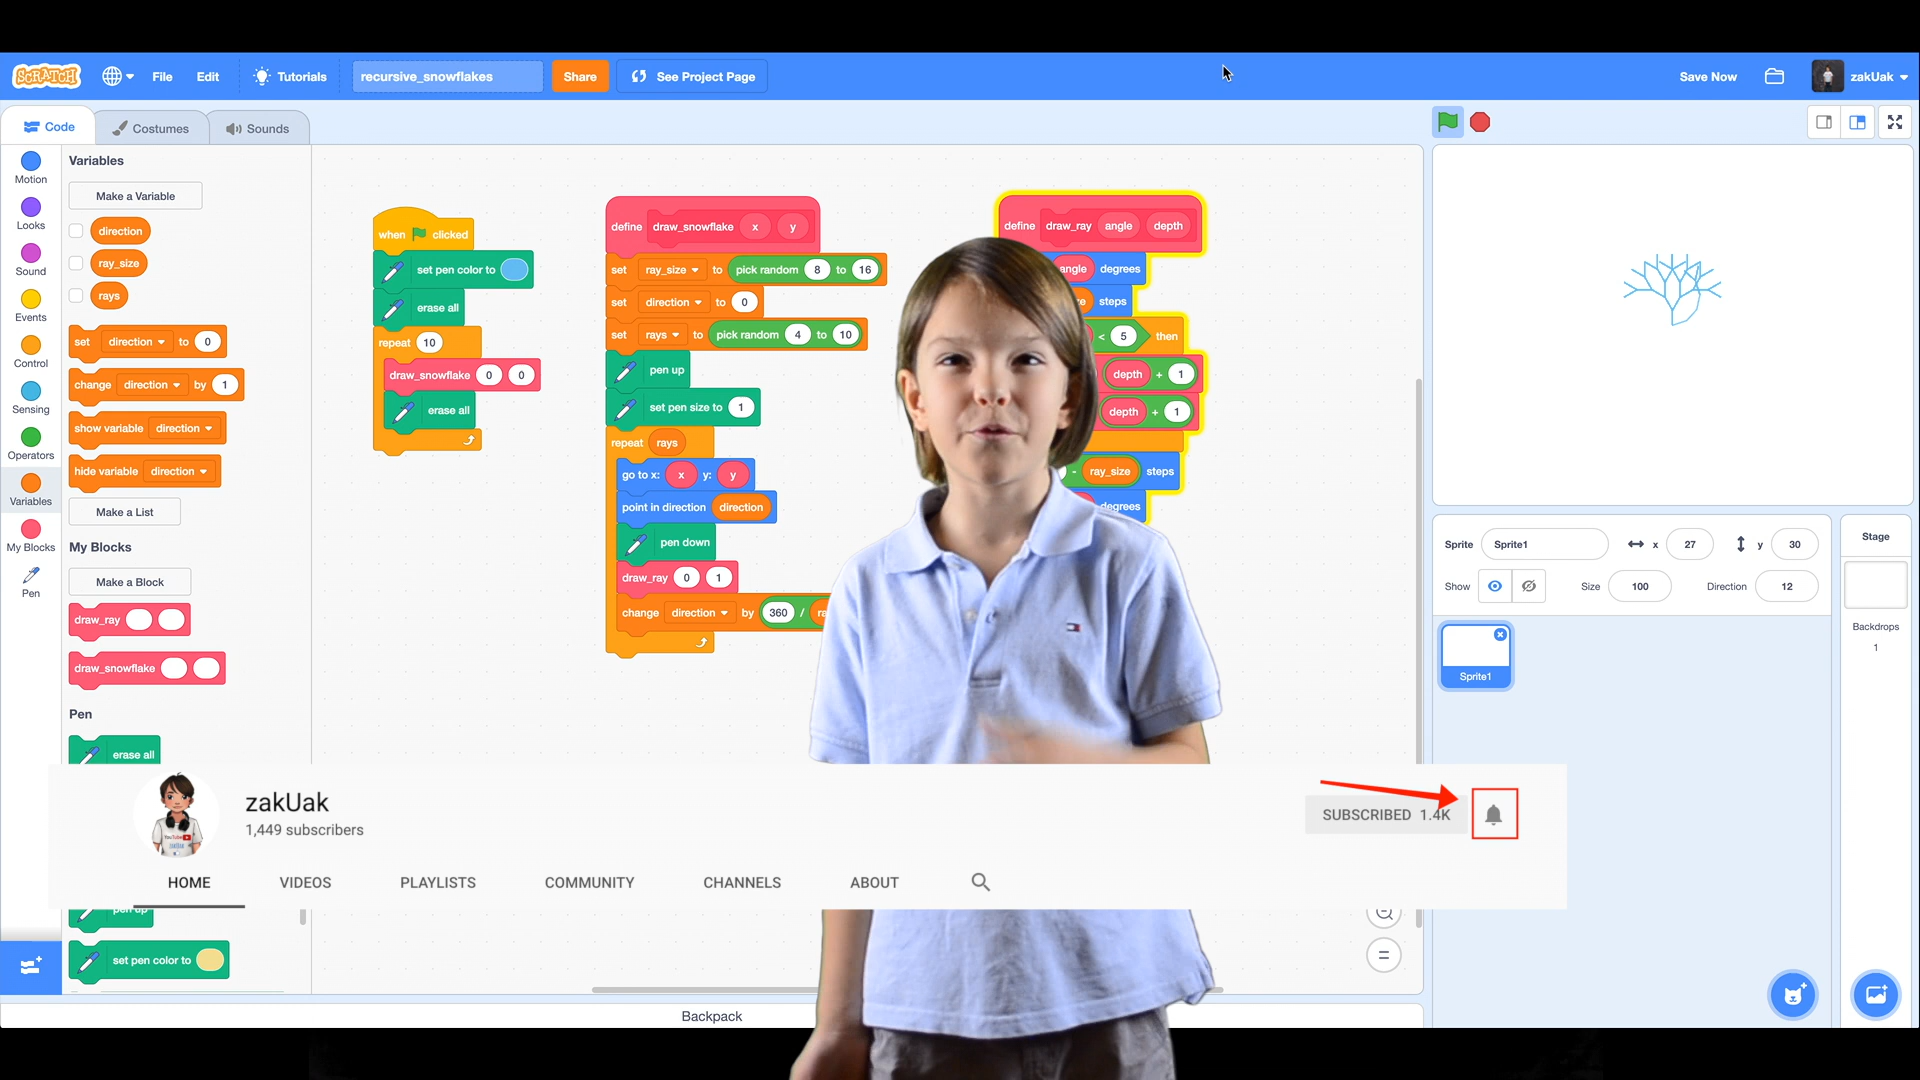 SCRATCH
File
Edit
Tutorials
recursive_snowflakes
Share
See Project Page
Save Now
zakUak
Code
Costumes
Sounds
Motion
Looks
Sound
Events
Control
Sensing
Operators
Variables
My Blocks
Pen
Variables
Make a Variable
direction
ray_size
rays
set direction to 0
change direction by 1
show variable direction
hide variable direction
Make a List
My Blocks
Make a Block
draw_ray
draw_snowflake
Pen
erase all
pen up
set pen color to
when clicked
set pen color to
erase all
repeat 10
draw_snowflake 0 0
erase all
define draw_snowflake x y
set ray_size to pick random 8 to 16
set direction to 0
set rays to pick random 4 to 10
pen up
set pen size to 1
repeat rays
go to x: x y: y
point in direction direction
pen down
draw_ray 0 1
change direction by 360 /
define draw_ray angle depth
angle degrees
steps
< 5 then
depth + 1
depth + 1
- ray_size steps
degrees
Sprite Sprite1 x 27 y 30
Show Size 100 Direction 12
Sprite1
Stage
Backdrops
1
zakUak
1,449 subscribers
SUBSCRIBED 1.4K
HOME VIDEOS PLAYLISTS COMMUNITY CHANNELS ABOUT
YouTube
Backpack